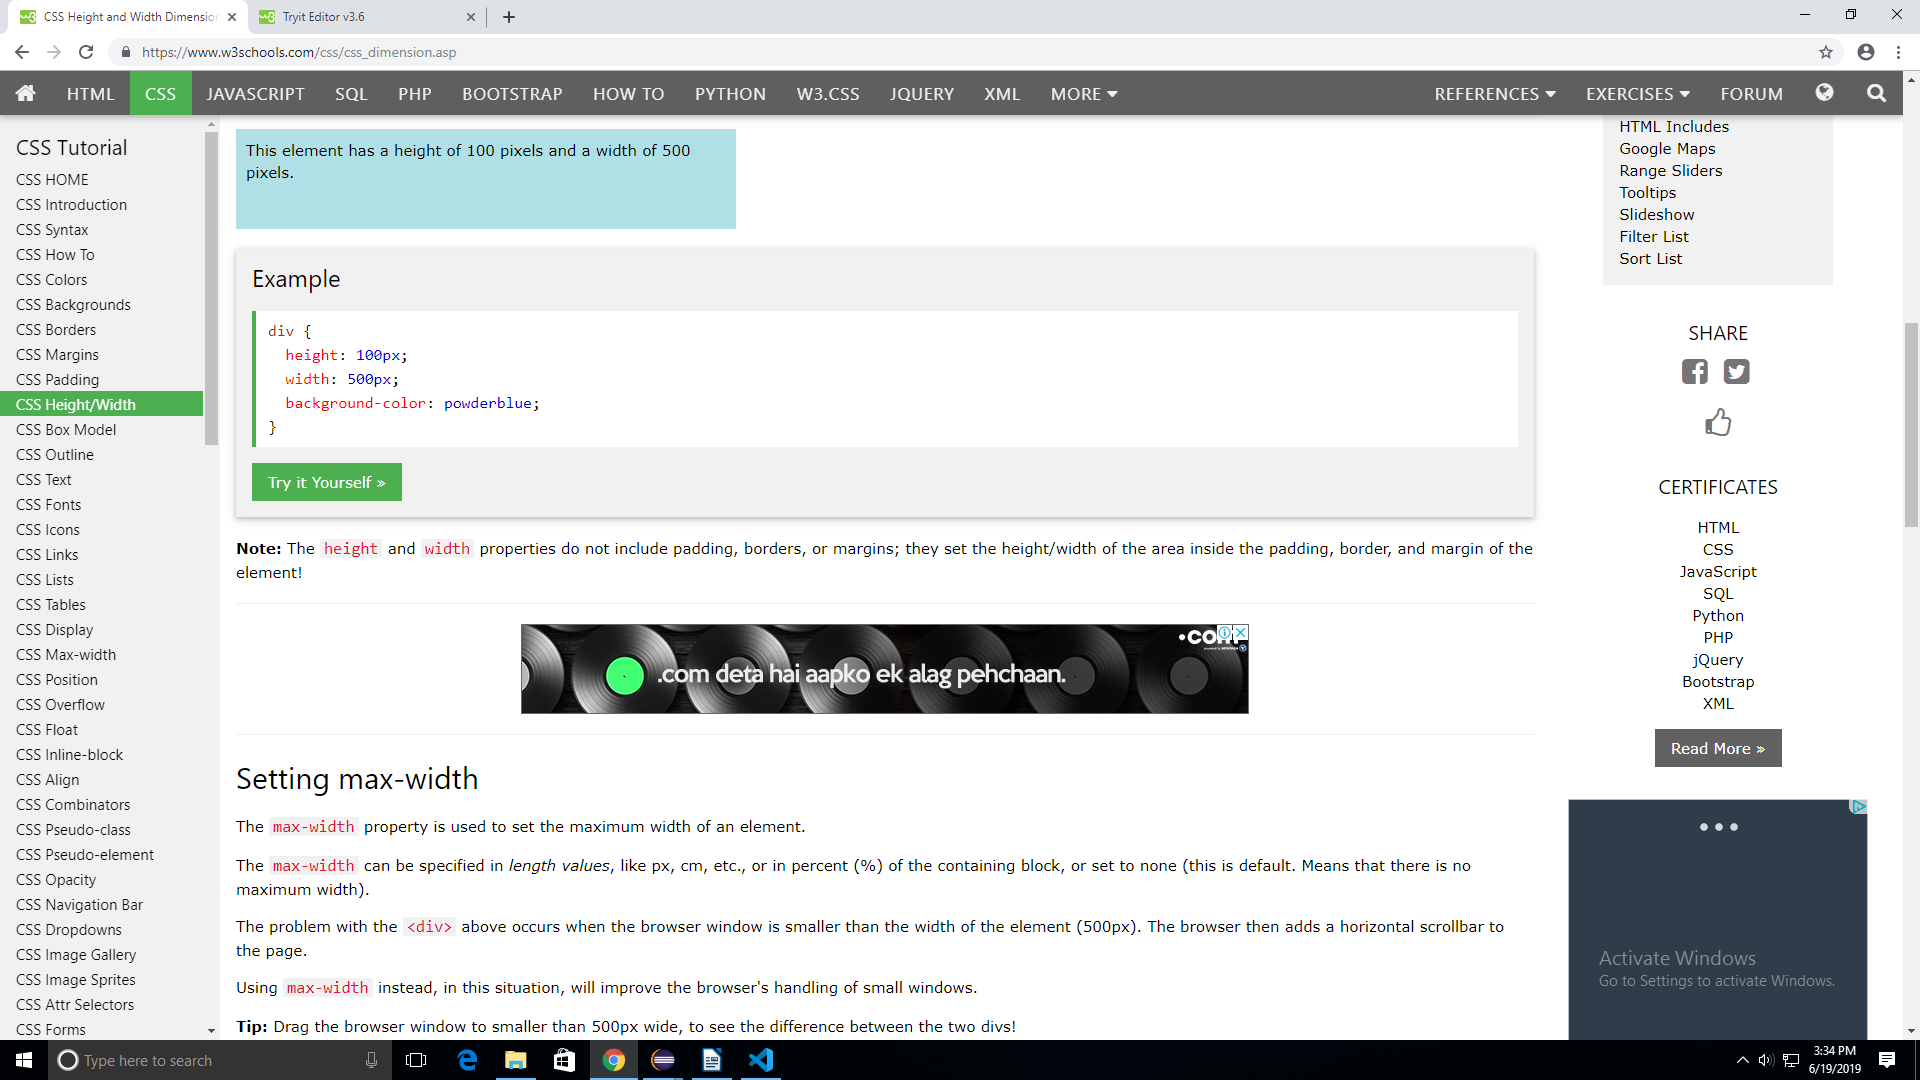 CSS Height and Width Dimension
Tryit Editor v3.6
https://www.w3schools.com/css/css_dimension.asp
HTML
CSS
JAVASCRIPT
SQL
PHP
BOOTSTRAP
HOW TO
PYTHON
W3.CSS
JQUERY
XML
MORE
REFERENCES
EXERCISES
FORUM
CSS Tutorial
CSS HOME
CSS Introduction
CSS Syntax
CSS How To
CSS Colors
CSS Backgrounds
CSS Borders
CSS Margins
CSS Padding
CSS Height/Width
CSS Box Model
CSS Outline
CSS Text
CSS Fonts
CSS Icons
CSS Links
CSS Lists
CSS Tables
CSS Display
CSS Max-width
CSS Position
CSS Overflow
CSS Float
CSS Inline-block
CSS Align
CSS Combinators
CSS Pseudo-class
CSS Pseudo-element
CSS Opacity
CSS Navigation Bar
CSS Dropdowns
CSS Image Gallery
CSS Image Sprites
CSS Attr Selectors
CSS Forms
This element has a height of 100 pixels and a width of 500
pixels.
Example
div {
  height: 100px;
  width: 500px;
  background-color: powderblue;
}
Try it Yourself »
Note: The height and width properties do not include padding, borders, or margins; they set the height/width of the area inside the padding, border, and margin of the
element!
.com deta hai aapko ek alag pehchaan.
Setting max-width
The max-width property is used to set the maximum width of an element.
The max-width can be specified in length values, like px, cm, etc., or in percent (%) of the containing block, or set to none (this is default. Means that there is no
maximum width).
The problem with the <div> above occurs when the browser window is smaller than the width of the element (500px). The browser then adds a horizontal scrollbar to
the page.
Using max-width instead, in this situation, will improve the browser's handling of small windows.
Tip: Drag the browser window to smaller than 500px wide, to see the difference between the two divs!
HTML Includes
Google Maps
Range Sliders
Tooltips
Slideshow
Filter List
Sort List
SHARE
CERTIFICATES
HTML
CSS
JavaScript
SQL
Python
PHP
jQuery
Bootstrap
XML
Read More »
Activate Windows
Go to Settings to activate Windows.
Type here to search
3:34 PM
6/19/2019